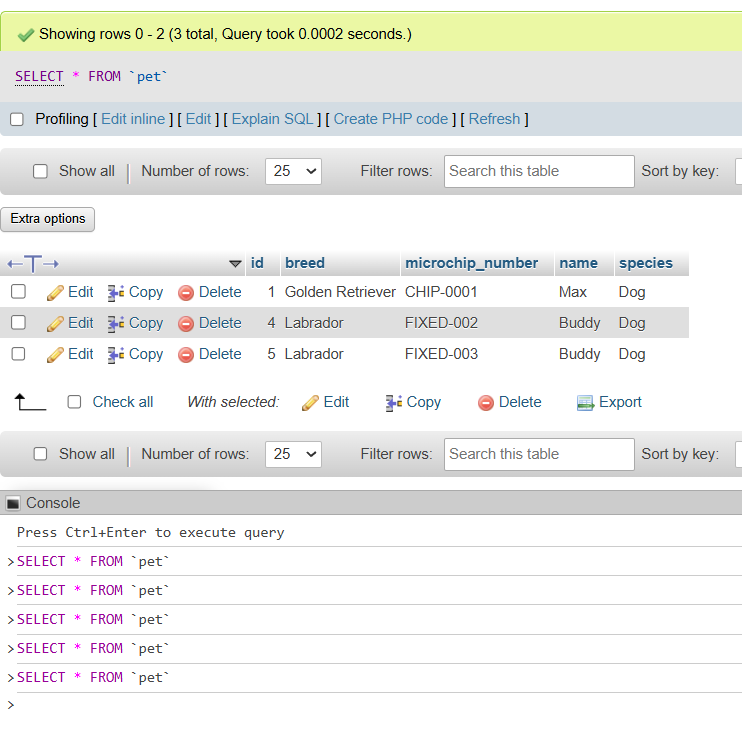 Showing rows 0 - 2 (3 total, Query took 0.0002 seconds.)
SELECT * FROM `pet`
Profiling [ Edit inline ] [ Edit ] [ Explain SQL ] [ Create PHP code ] [ Refresh ]
Show all | Number of rows: 25 Filter rows: Search this table Sort by key:
Extra options
id breed microchip_number name species
Edit Copy Delete 1 Golden Retriever CHIP-0001 Max Dog
Edit Copy Delete 4 Labrador FIXED-002 Buddy Dog
Edit Copy Delete 5 Labrador FIXED-003 Buddy Dog
Check all With selected: Edit Copy Delete Export
Show all | Number of rows: 25 Filter rows: Search this table Sort by key:
Console
Press Ctrl+Enter to execute query
>SELECT * FROM `pet`
>SELECT * FROM `pet`
>SELECT * FROM `pet`
>SELECT * FROM `pet`
>SELECT * FROM `pet`
>